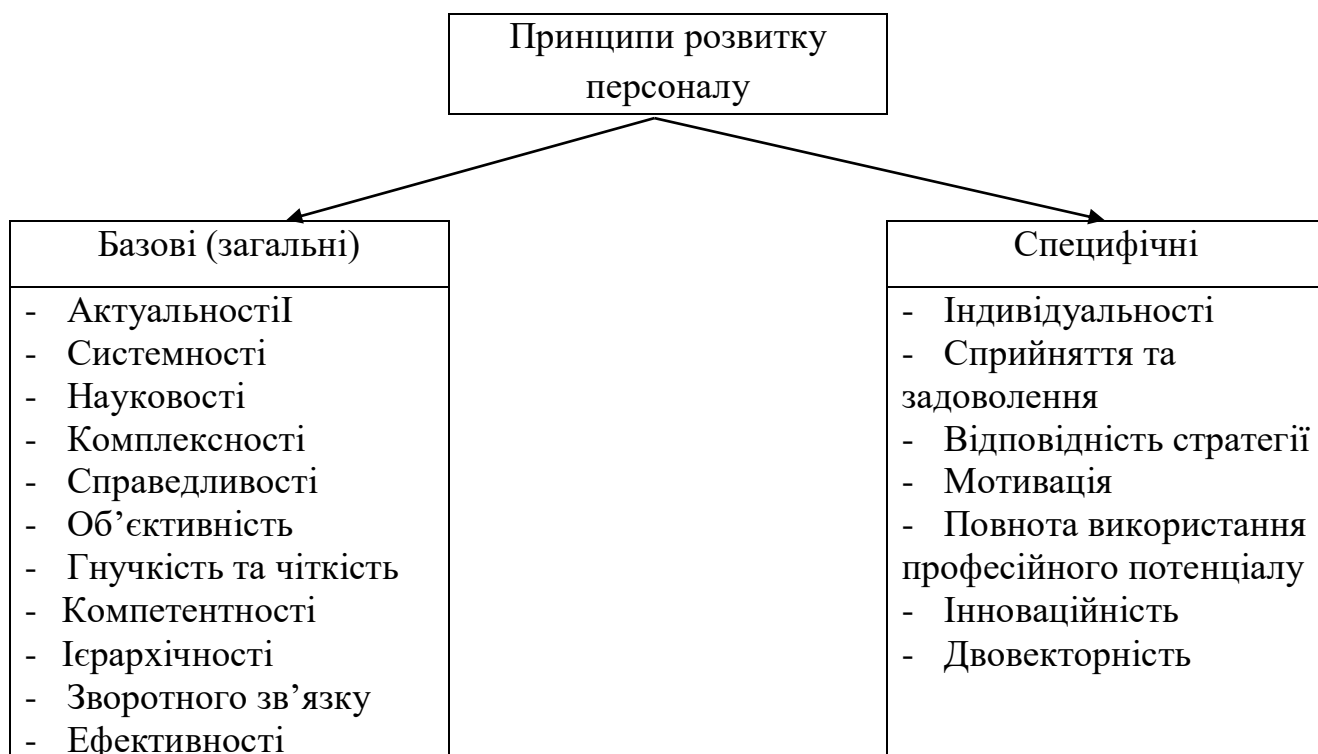 Принципи розвитку
персоналу
Базові (загальні)
- АктуальностіІ
- Системності
- Науковості
- Комплексності
- Справедливості
- Об’єктивність
- Гнучкість та чіткість
- Компетентності
- Ієрархічності
- Зворотного зв’язку
- Ефективності
Специфічні
- Індивідуальності
- Сприйняття та
задоволення
- Відповідність стратегії
- Мотивація
- Повнота використання
професійного потенціалу
- Інноваційність
- Двовекторність